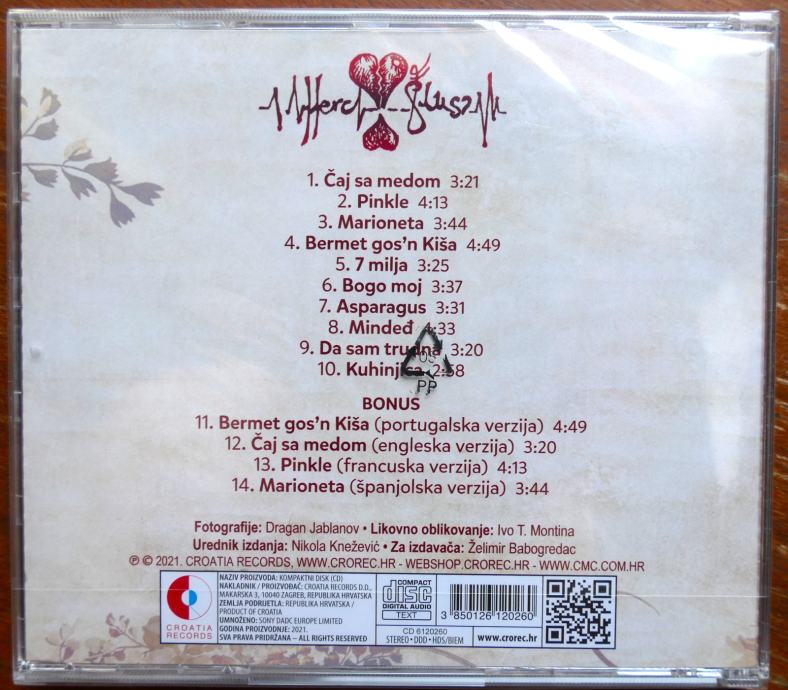 Herc žlusz
1. Čaj sa medom 3:21
2. Pinkle 4:13
3. Marioneta 3:44
4. Bermet gos'n Kiša 4:49
5. 7 milja 3:25
6. Bogo moj 3:37
7. Asparagus 3:31
8. Mindeđ 4:33
9. Da sam trudna 3:20
10. Kuhinjica 2:58
05
PP
BONUS
11. Bermet gos'n Kiša (portugalska verzija) 4:49
12. Čaj sa medom (engleska verzija) 3:20
13. Pinkle (francuska verzija) 4:13
14. Marioneta (španjolska verzija) 3:44
Fotografije: Dragan Jablanov • Likovno oblikovanje: Ivo T. Montina
Urednik izdanja: Nikola Knežević • Za izdavača: Želimir Babogredac
℗ © 2021. CROATIA RECORDS, WWW.CROREC.HR - WEBSHOP.CROREC.HR - WWW.CMC.COM.HR
CROATIA
RECORDS
NAZIV PROIZVODA: KOMPAKTNI DISK (CD)
NAKLADNIK / PROIZVOĐAČ: CROATIA RECORDS D.D.,
MAKARSKA 3, 10040 ZAGREB, REPUBLIKA HRVATSKA
ZEMLJA PODRIJETLA: REPUBLIKA HRVATSKA /
PRODUCT OF CROATIA
UMNOŽENO: SONY DADC EUROPE LIMITED
GODINA PROIZVODNJE: 2021.
SVA PRAVA PRIDRŽANA – ALL RIGHTS RESERVED
COMPACT
disc
DIGITAL AUDIO
TEXT
CD 6120260
STEREO • DDD • HDS/BIEM
3 850126 120260
www.crorec.hr